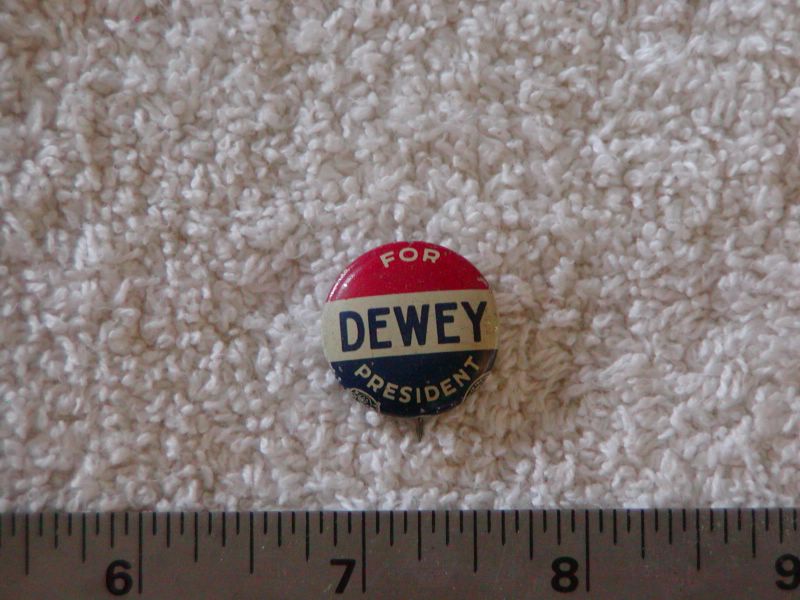 FOR
DEWEY
PRESIDENT
6 7 8 9